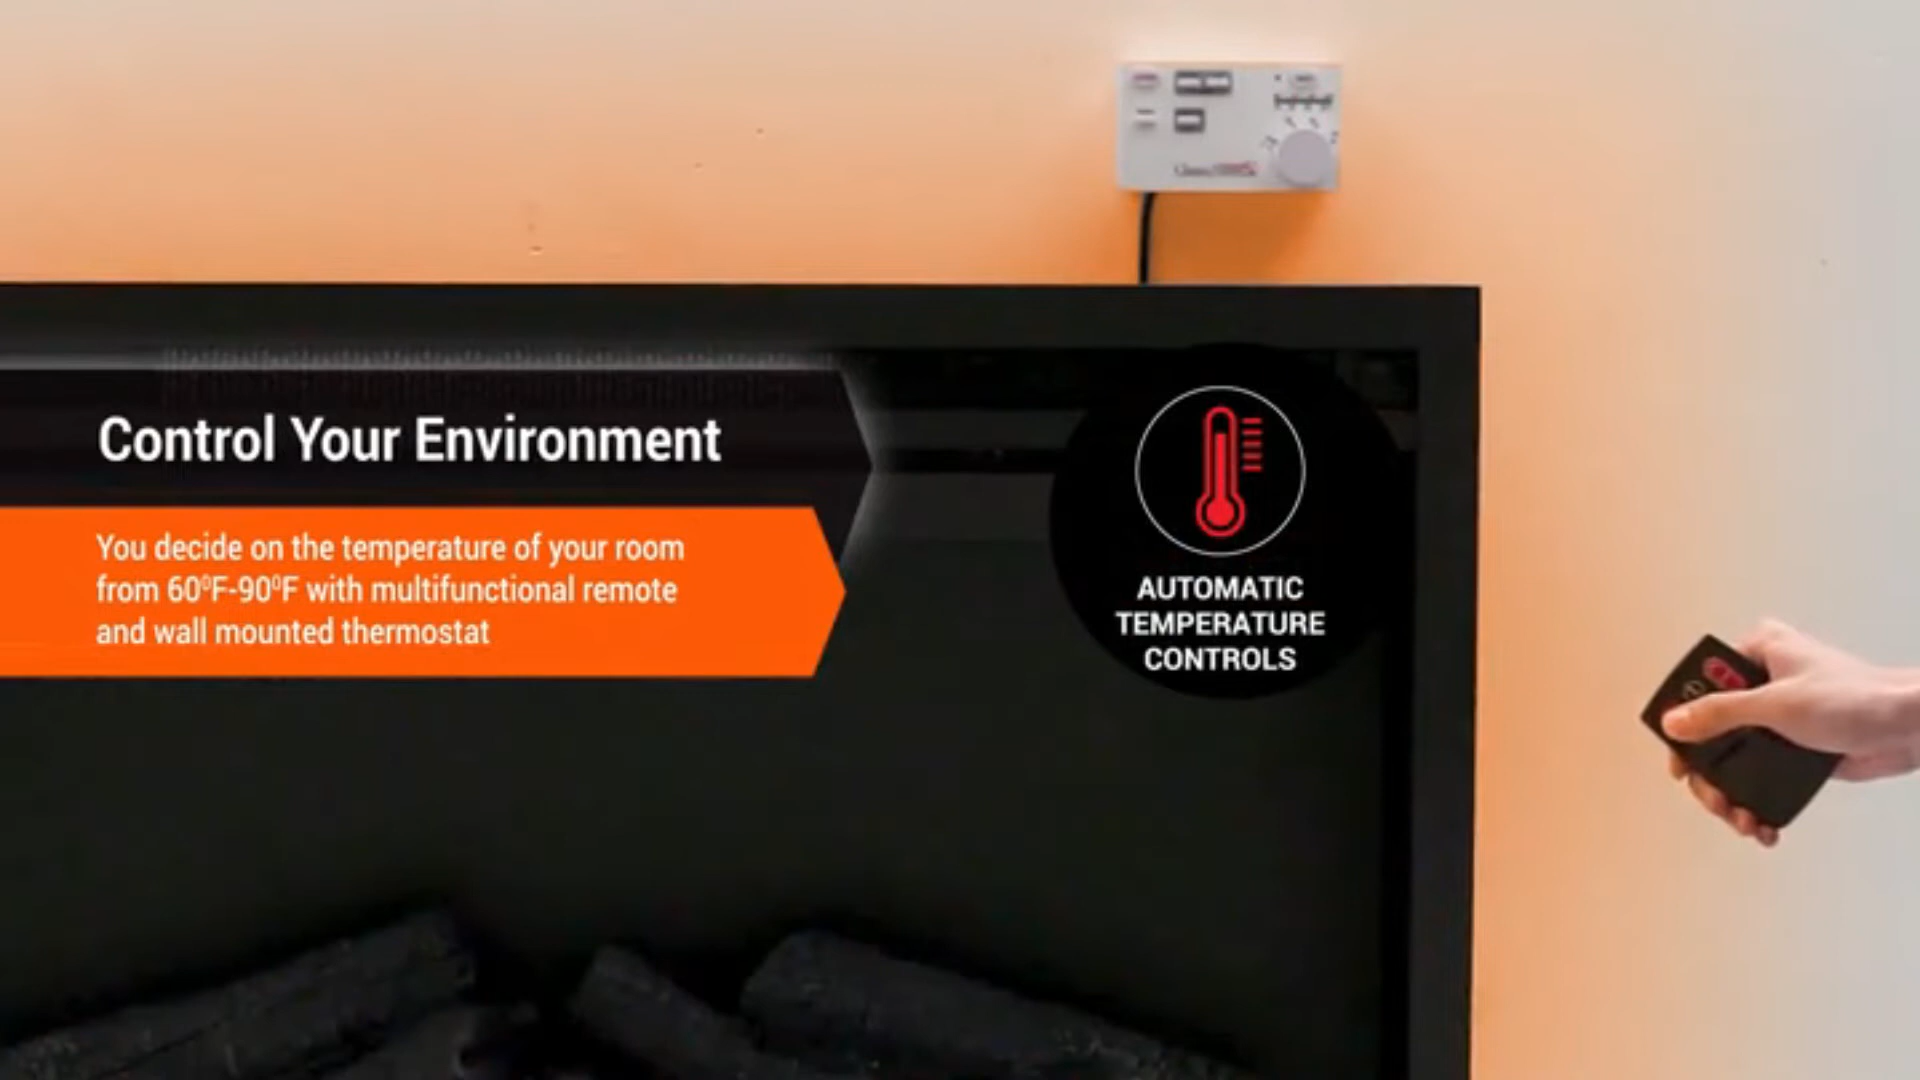 Control Your Environment
You decide on the temperature of your room
from 60⁰F-90⁰F with multifunctional remote
and wall mounted thermostat
AUTOMATIC
TEMPERATURE
CONTROLS